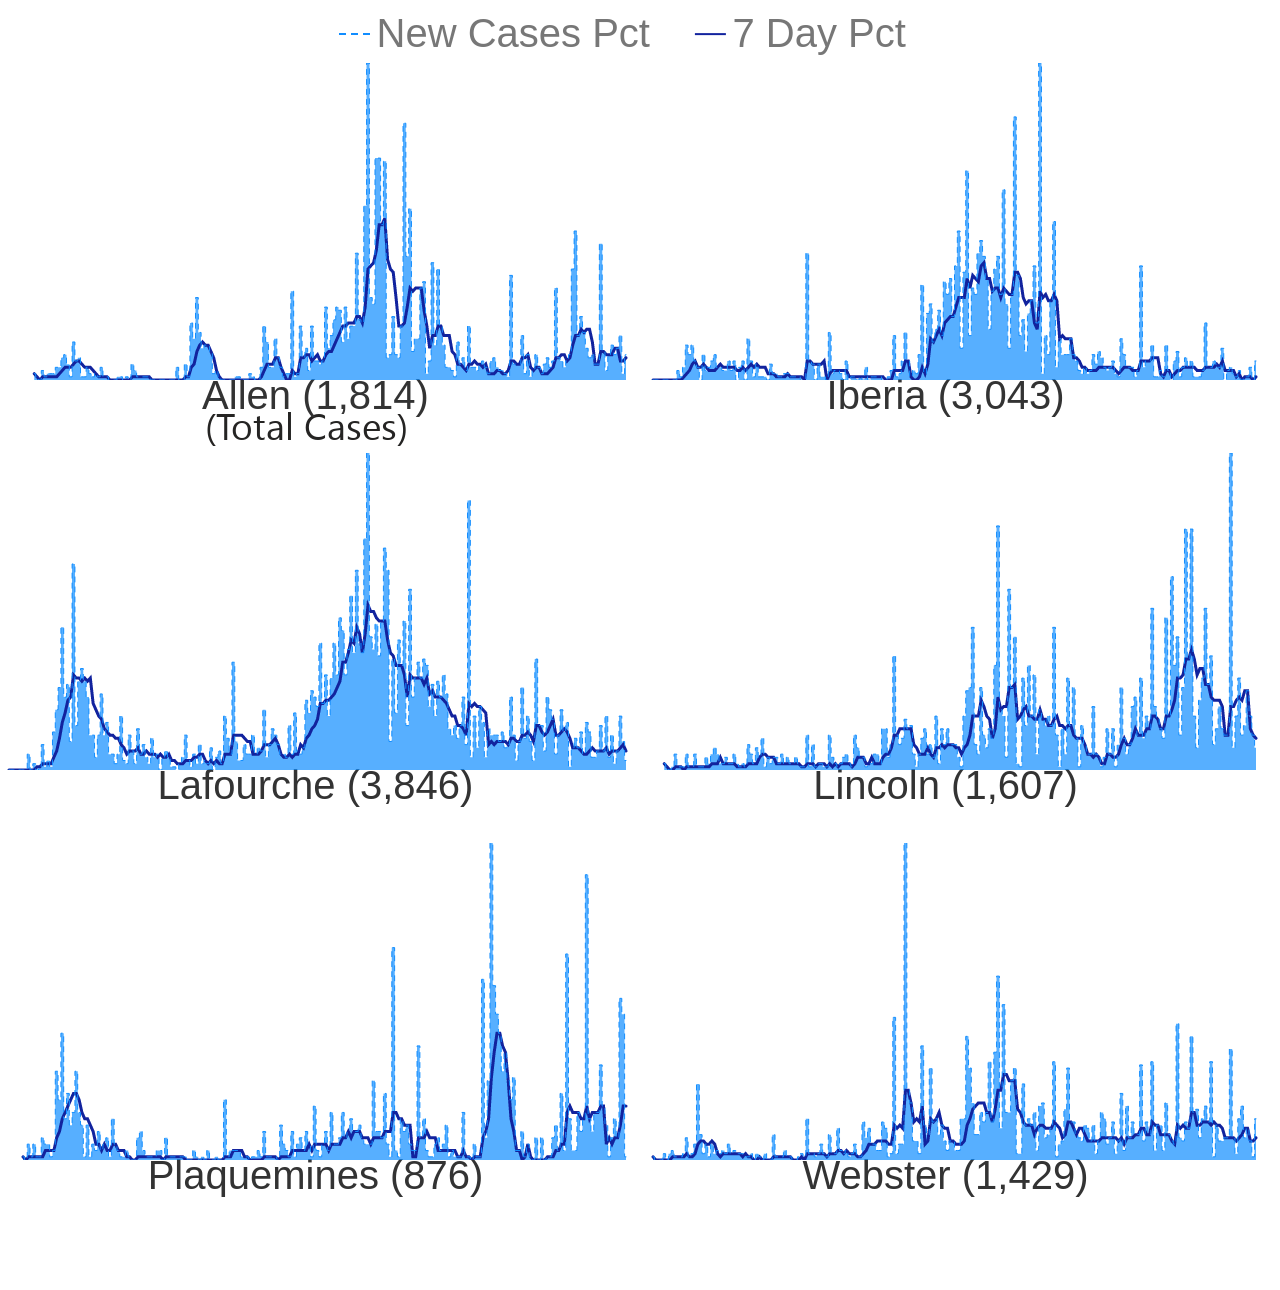 New Cases Pct 7 Day Pct
Allen (1,814) Iberia (3,043)
(Total Cases)
Lafourche (3,846) Lincoln (1,607)
Plaquemines (876) Webster (1,429)